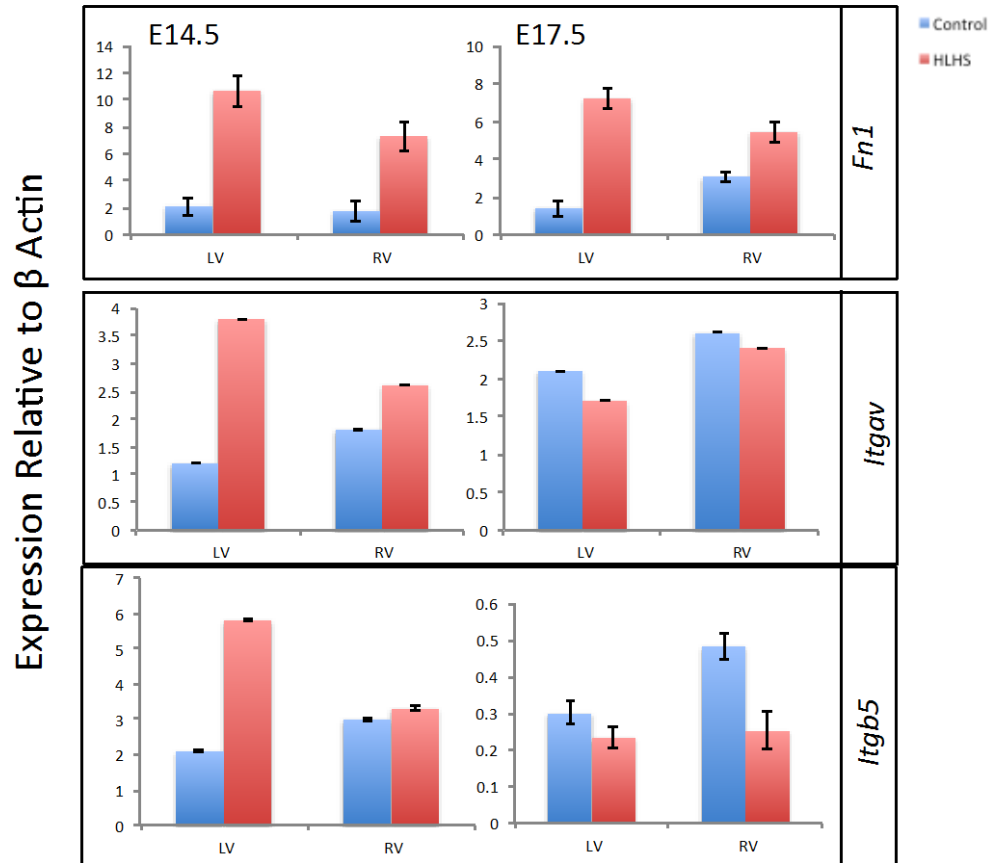 E14.5
E17.5
Control
HLHS
Expression Relative to β Actin
14
12
10
8
6
4
2
0
LV
RV
10
8
6
4
2
0
LV
RV
Fn1
4
3.5
3
2.5
2
1.5
1
0.5
0
LV
RV
3
2.5
2
1.5
1
0.5
0
LV
RV
Itgav
7
6
5
4
3
2
1
0
LV
RV
0.6
0.5
0.4
0.3
0.2
0.1
0
LV
RV
Itgb5